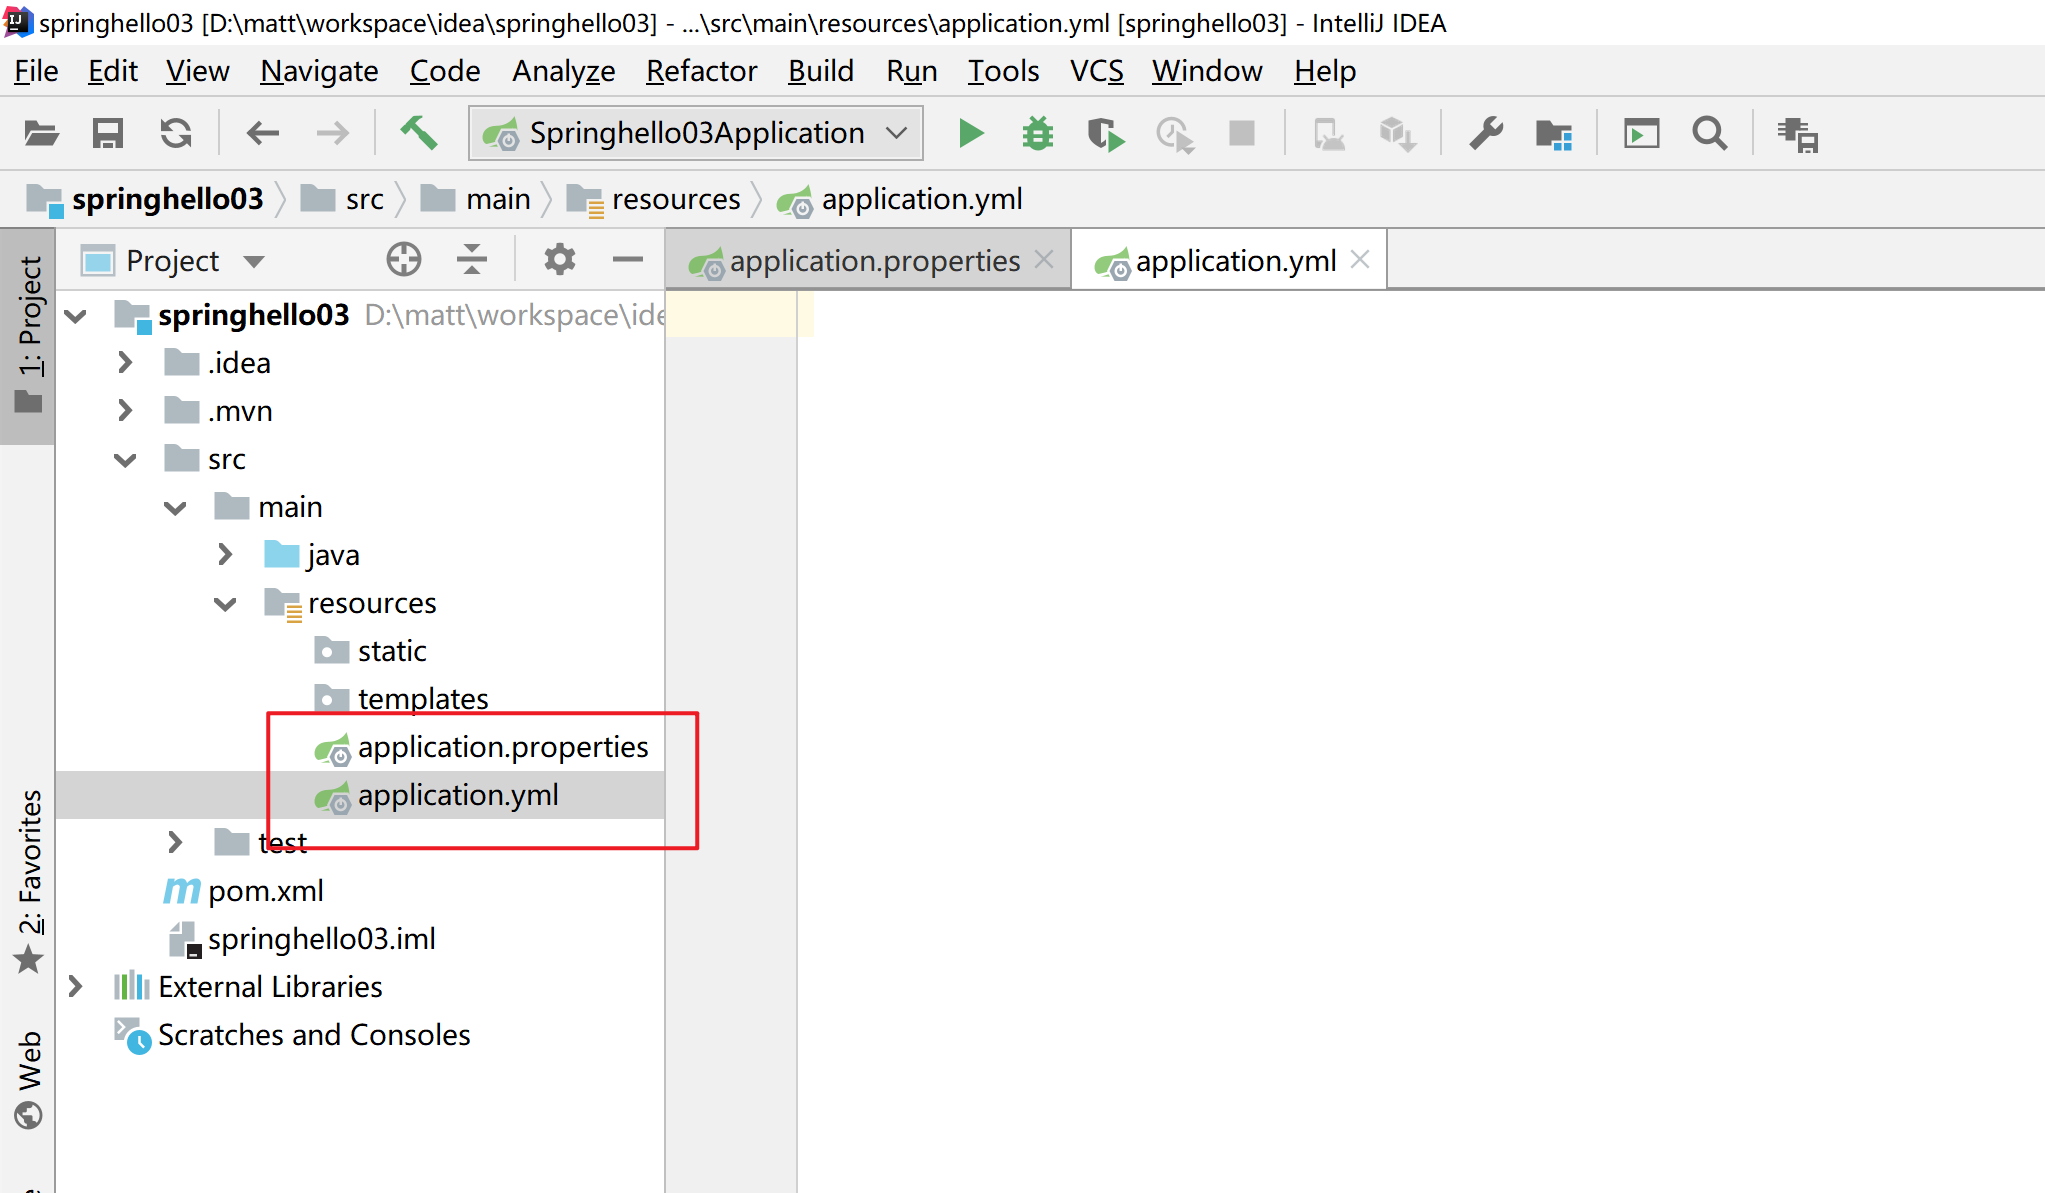 springhello03 [D:\matt\workspace\idea\springhello03] - ...\src\main\resources\application.yml [springhello03] - IntelliJ IDEA
File Edit View Navigate Code Analyze Refactor Build Run Tools VCS Window Help
Springhello03Application
springhello03 src main resources application.yml
1: Project
Project
application.properties application.yml
springhello03 D:\matt\workspace\ide
.idea
.mvn
src
main
java
resources
static
templates
application.properties
application.yml
test
pom.xml
springhello03.iml
External Libraries
Scratches and Consoles
2: Favorites
Web